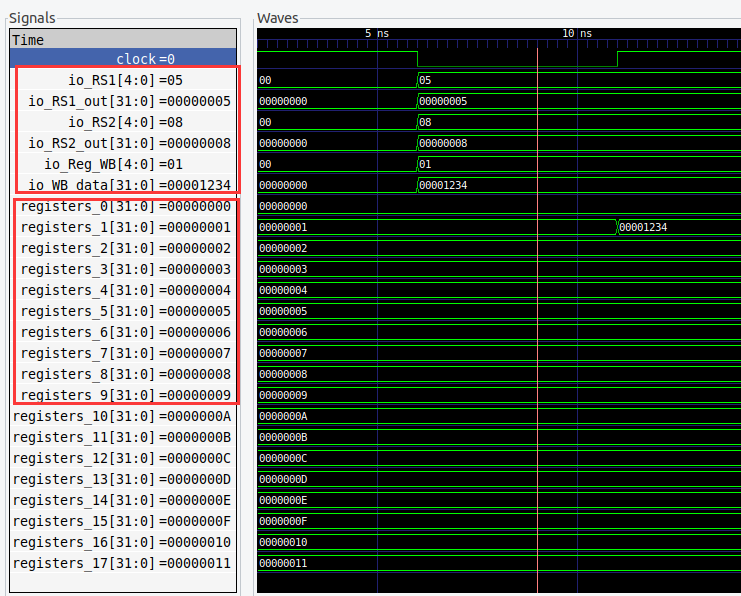 Signals
Waves
Time
5 ns
10 ns
clock=0
io_RS1[4:0]=05
00
05
io_RS1_out[31:0]=00000005
00000000
00000005
io_RS2[4:0]=08
00
08
io_RS2_out[31:0]=00000008
00000000
00000008
io_Reg_WB[4:0]=01
00
01
io_WB_data[31:0]=00001234
00000000
00001234
registers_0[31:0]=00000000
00000000
registers_1[31:0]=00000001
00000001
00001234
registers_2[31:0]=00000002
00000002
registers_3[31:0]=00000003
00000003
registers_4[31:0]=00000004
00000004
registers_5[31:0]=00000005
00000005
registers_6[31:0]=00000006
00000006
registers_7[31:0]=00000007
00000007
registers_8[31:0]=00000008
00000008
registers_9[31:0]=00000009
00000009
registers_10[31:0]=0000000A
0000000A
registers_11[31:0]=0000000B
0000000B
registers_12[31:0]=0000000C
0000000C
registers_13[31:0]=0000000D
0000000D
registers_14[31:0]=0000000E
0000000E
registers_15[31:0]=0000000F
0000000F
registers_16[31:0]=00000010
00000010
registers_17[31:0]=00000011
00000011